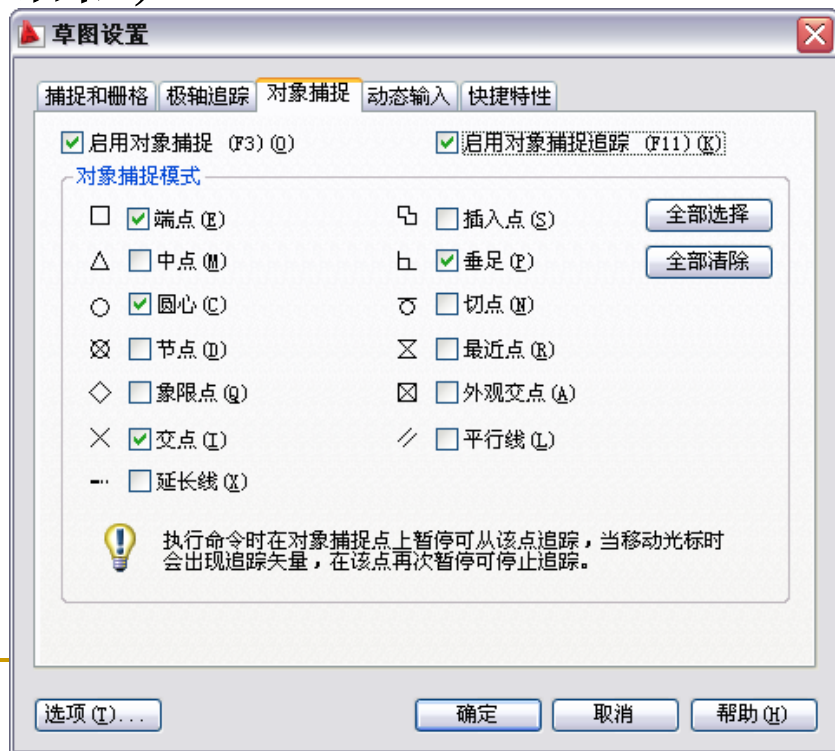 草图设置
捕捉和栅格 极轴追踪 对象捕捉 动态输入 快捷特性
启用对象捕捉 (F3)(O) 启用对象捕捉追踪 (F11)(K)
对象捕捉模式
端点(E) 插入点(S) 全部选择
中点(M) 垂足(P) 全部清除
圆心(C) 切点(N)
节点(D) 最近点(R)
象限点(Q) 外观交点(A)
交点(I) 平行线(L)
延长线(X)
执行命令时在对象捕捉点上暂停可从该点追踪，当移动光标时
会出现追踪矢量，在该点再次暂停可停止追踪。
选项(T)... 确定 取消 帮助(H)